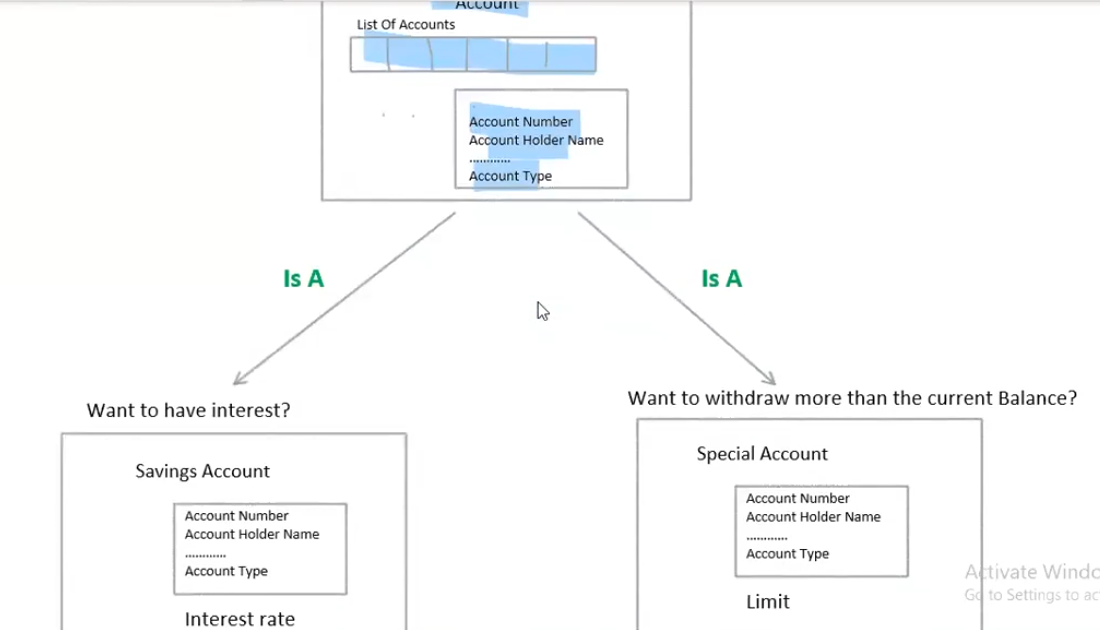 Account
List Of Accounts
Account Number
Account Holder Name
............
Account Type
Is A
Is A
Want to have interest?
Want to withdraw more than the current Balance?
Savings Account
Account Number
Account Holder Name
............
Account Type
Interest rate
Special Account
Account Number
Account Holder Name
............
Account Type
Limit
Activate Windo
Go to Settings to ac